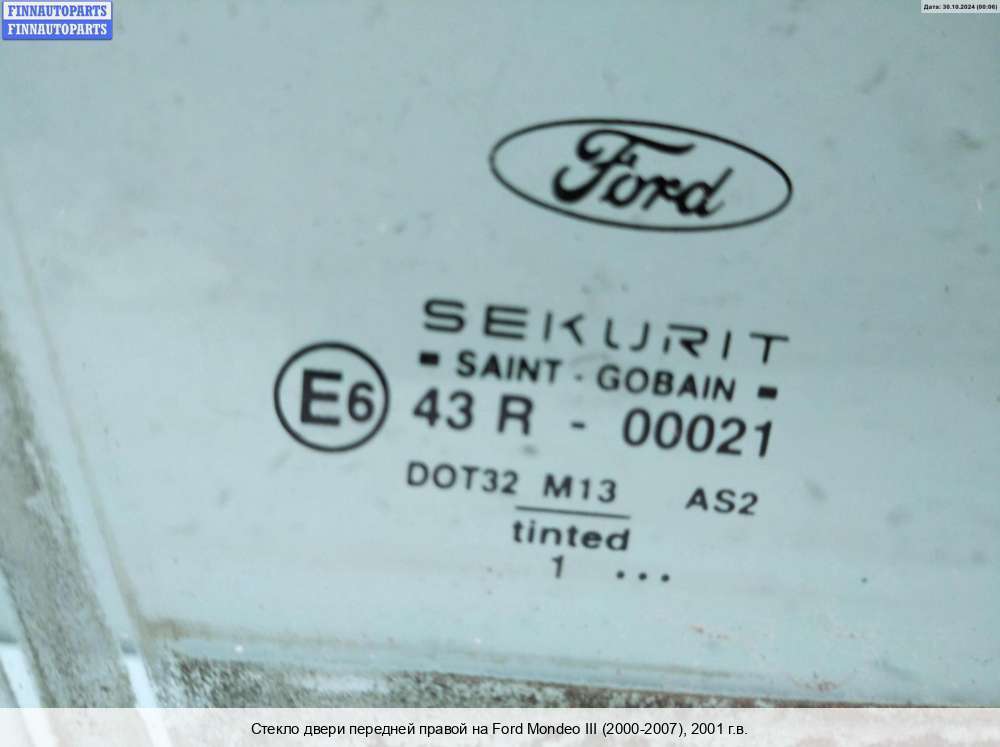 FINNAUTOPARTS
FINNAUTOPARTS
Дата: 30.10.2024 (00:06)
Ford
SEKURIT
SAINT - GOBAIN
E6 43 R - 00021
DOT32 M13 AS2
tinted
1 ...
Стекло двери передней правой на Ford Mondeo III (2000-2007), 2001 г.в.